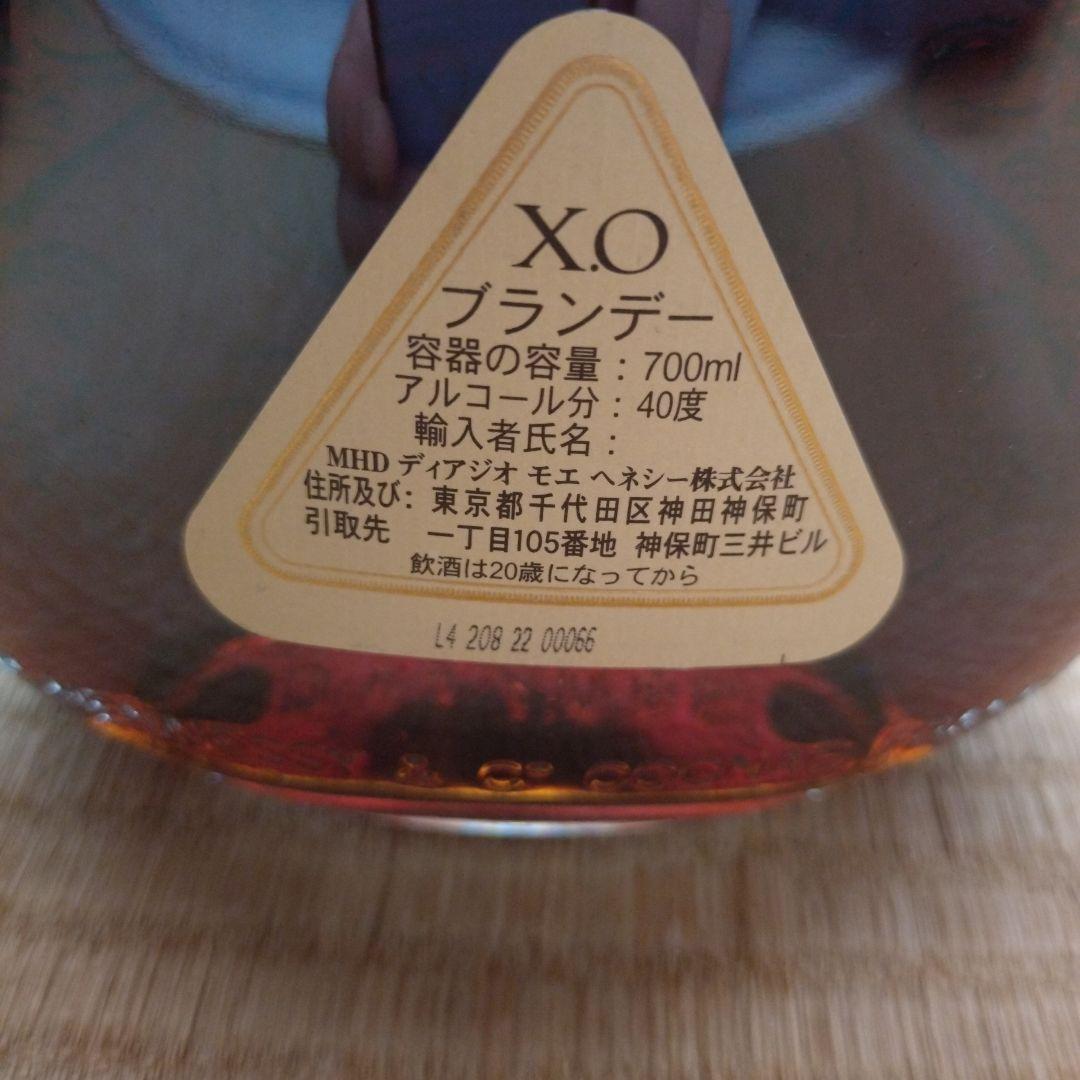 X.O
ブランデー
容器の容量：700ml
アルコール分：40度
輸入者氏名：
MHD ディアジオ モエ ヘネシー株式会社
住所及び：東京都千代田区神田神保町
引取先 一丁目105番地 神保町三井ビル
飲酒は20歳になってから
L4 208 22 00066
& Cº COGNAC